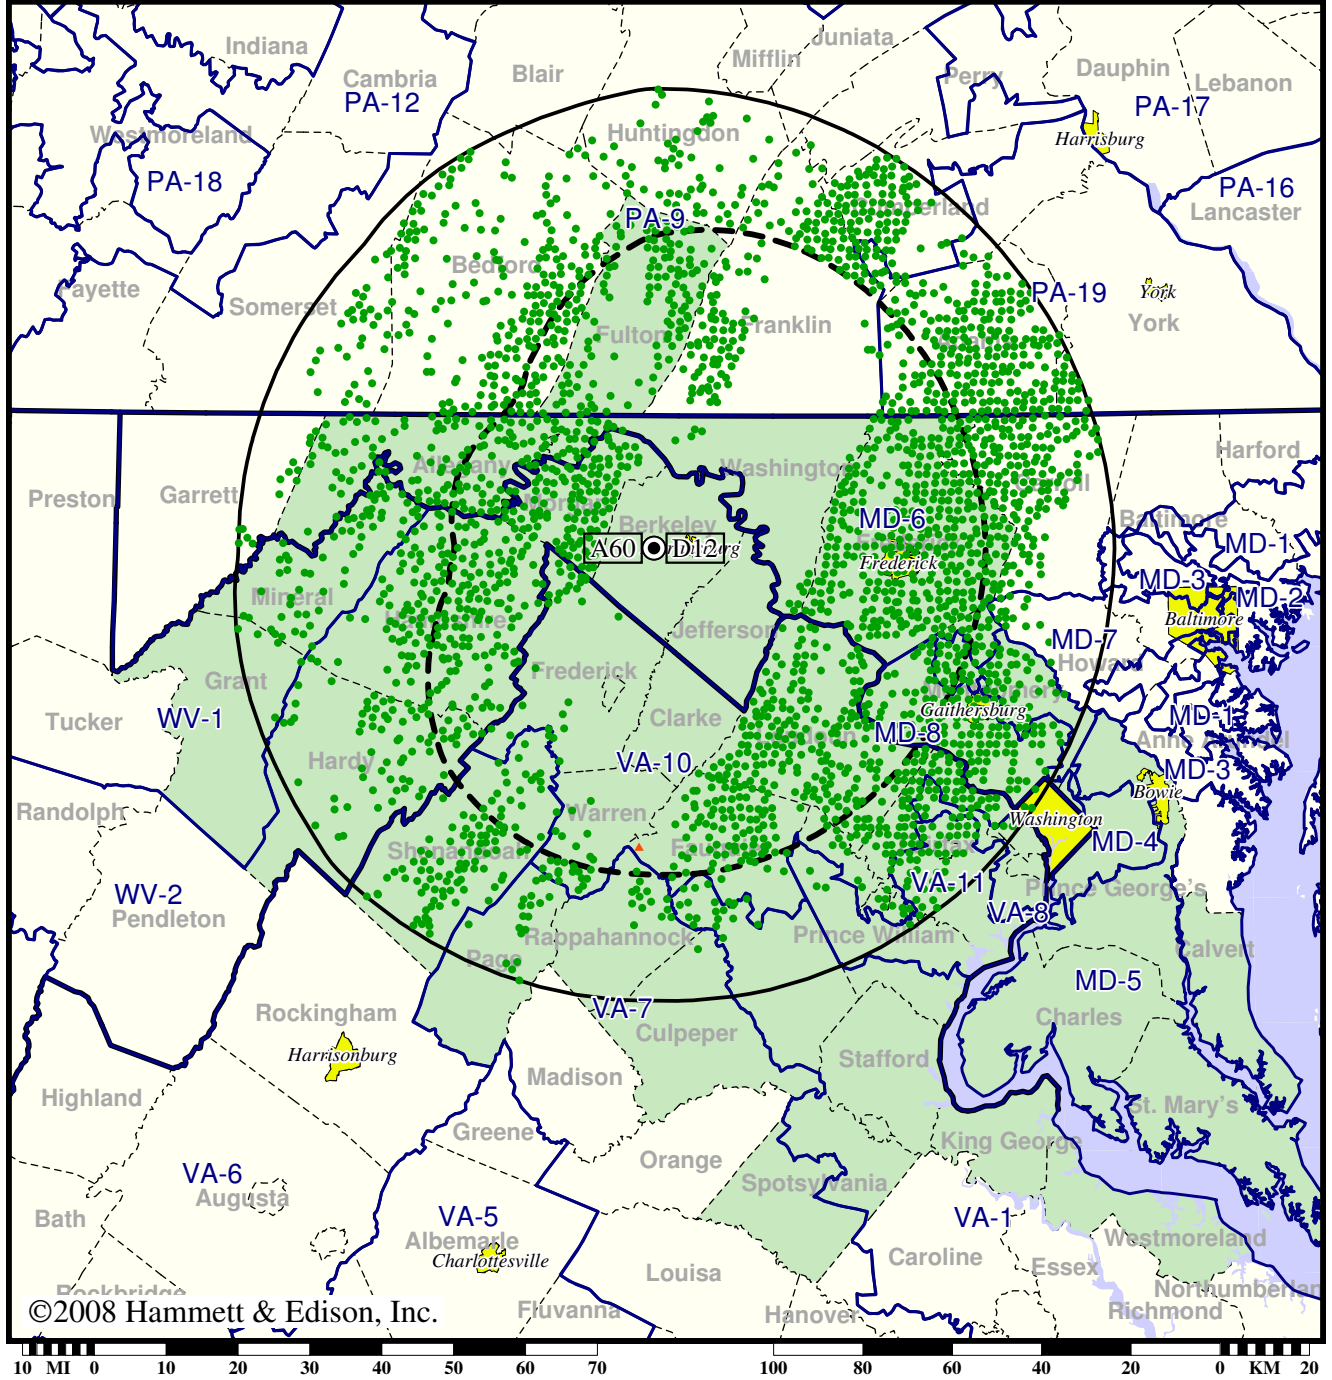 Indiana
Cambria
PA-12
Blair
Mifflin
Juniata
Perry
Dauphin
PA-17
Lebanon
Harrisburg
Westmoreland
PA-18
Huntingdon
PA-16
Lancaster
PA-9
Bedford
Fayette
Somerset
Fulton
Franklin
PA-19
York
York
Preston
Garrett
Allegany
Washington
Harford
Berkeley
MD-6
Frederick
Baltimore
MD-1
A60
D12
MD-3
MD-2
Baltimore
Mineral
Jefferson
MD-7
Howard
Frederick
Grant
Tucker
WV-1
Clarke
Gaithersburg
MD-8
MD-1
Anne Arundel
Hardy
VA-10
MD-3
Bowie
Randolph
Warren
Washington
MD-4
Shenandoah
WV-2
Pendleton
VA-11
Prince George's
VA-8
Rappahannock
Prince William
Page
Calvert
MD-5
Rockingham
VA-7
Culpeper
Charles
Harrisonburg
Stafford
Madison
Highland
St. Mary's
Greene
King George
Orange
VA-6
Augusta
Spotsylvania
Bath
VA-5
Albemarle
Charlottesville
VA-1
Caroline
Westmoreland
Louisa
Essex
Rockbridge
Northumberlan
Richmond
Fluvanna
Hanover
©2008 Hammett & Edison, Inc.
10 MI 0 10 20 30 40 50 60 70 100 80 60 40 20 0 KM 20